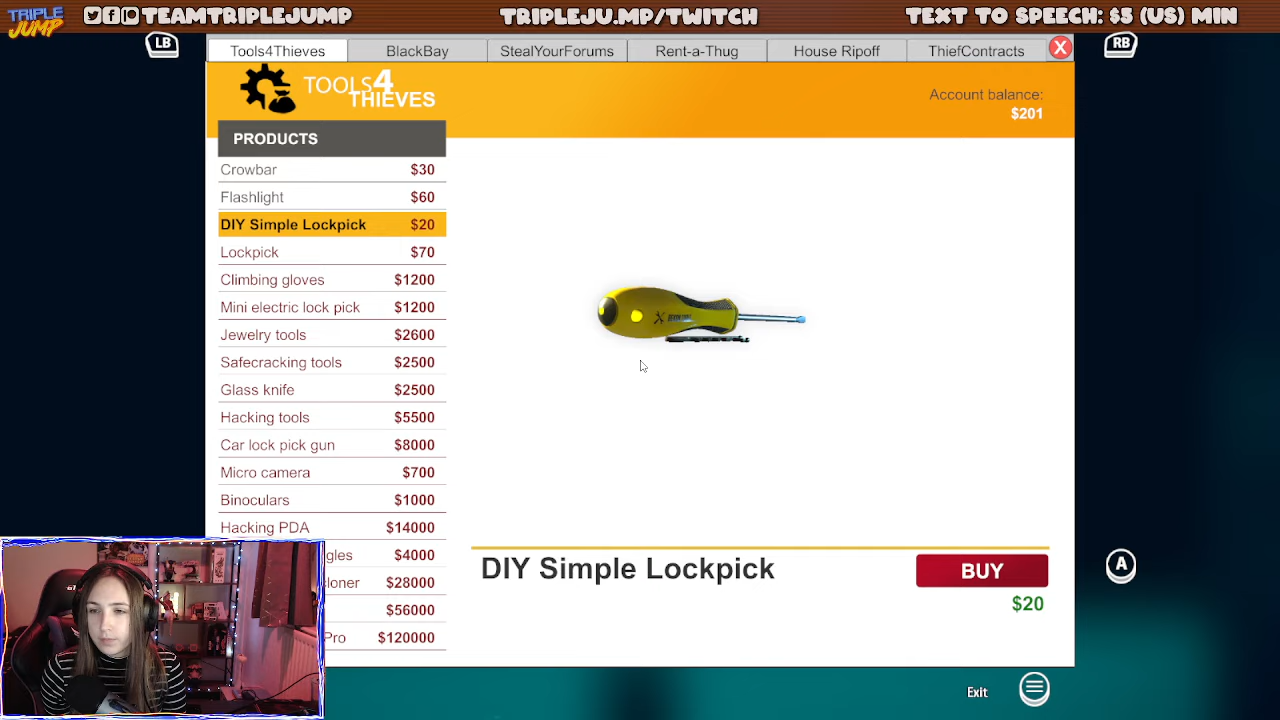 TRIPLE JUMP
TEAMTRIPLEJUMP
TRIPLEJU.MP/TWITCH
TEXT TO SPEECH: $5 (US) MIN
LB
Tools4Thieves
BlackBay
StealYourForums
Rent-a-Thug
House Ripoff
ThiefContracts
X
RB
TOOLS4
THIEVES
Account balance:
$201
PRODUCTS
Crowbar $30
Flashlight $60
DIY Simple Lockpick $20
Lockpick $70
Climbing gloves $1200
Mini electric lock pick $1200
Jewelry tools $2600
Safecracking tools $2500
Glass knife $2500
Hacking tools $5500
Car lock pick gun $8000
Micro camera $700
Binoculars $1000
Hacking PDA $14000
gles $4000
cloner $28000
$56000
Pro $120000
DIY Simple Lockpick
BUY
$20
A
Exit